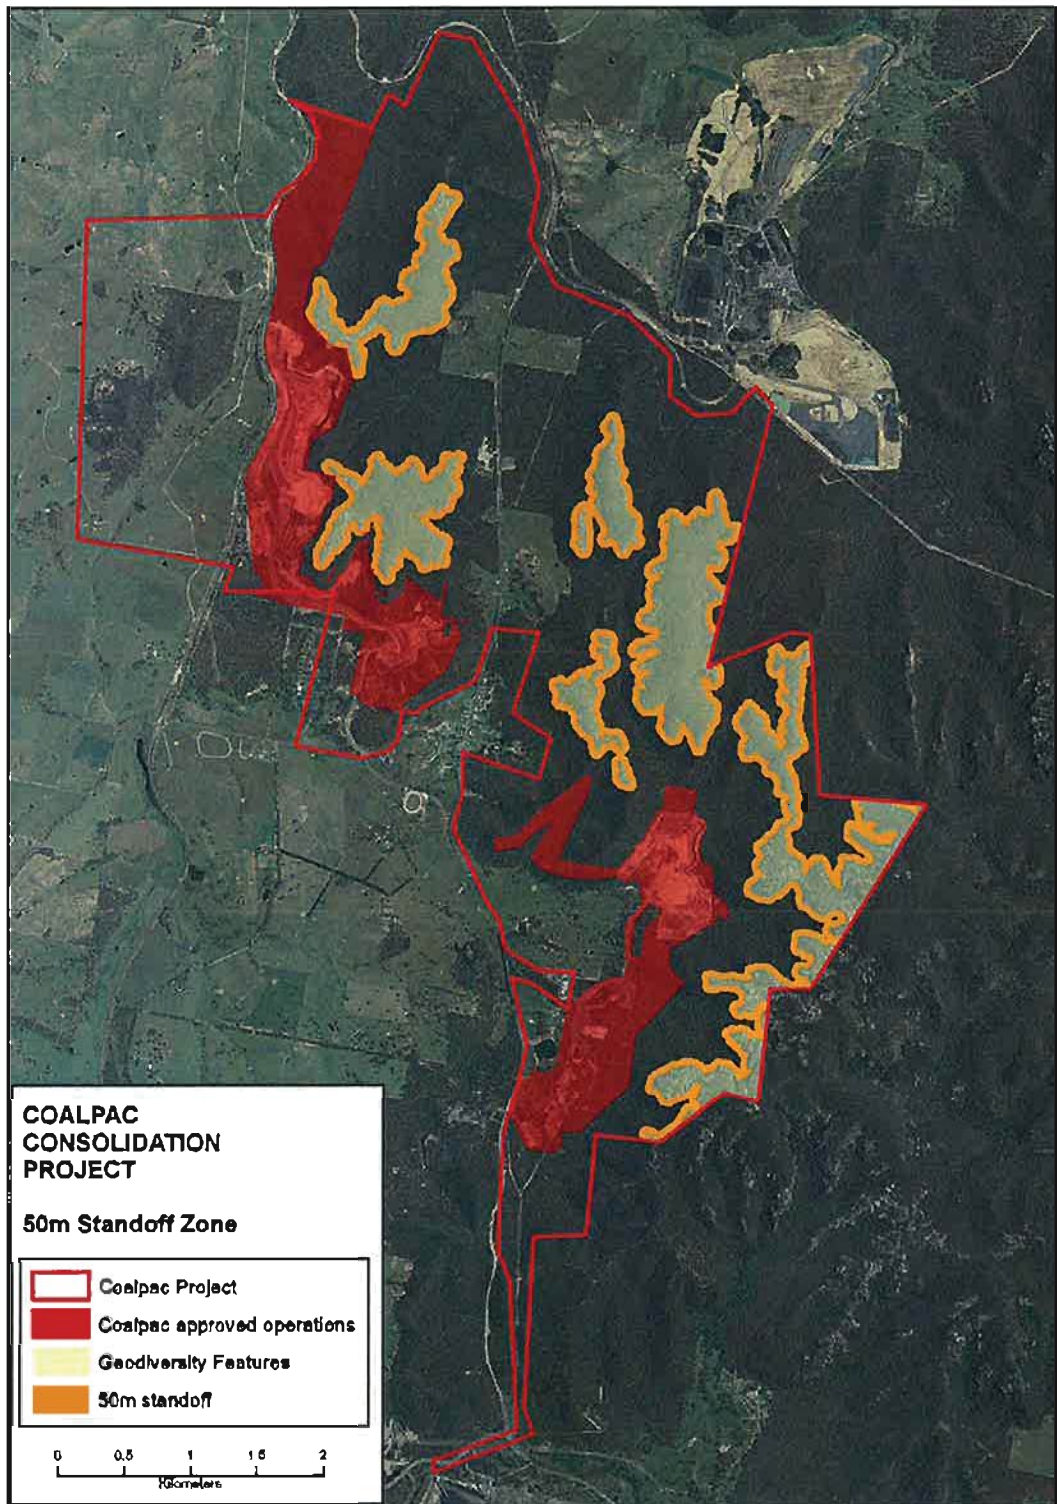 COALPAC
CONSOLIDATION
PROJECT
50m Standoff Zone
Coalpac Project
Coalpac approved operations
Geodiversity Features
50m standoff
0 0.5 1 1.5 2
Kilometers